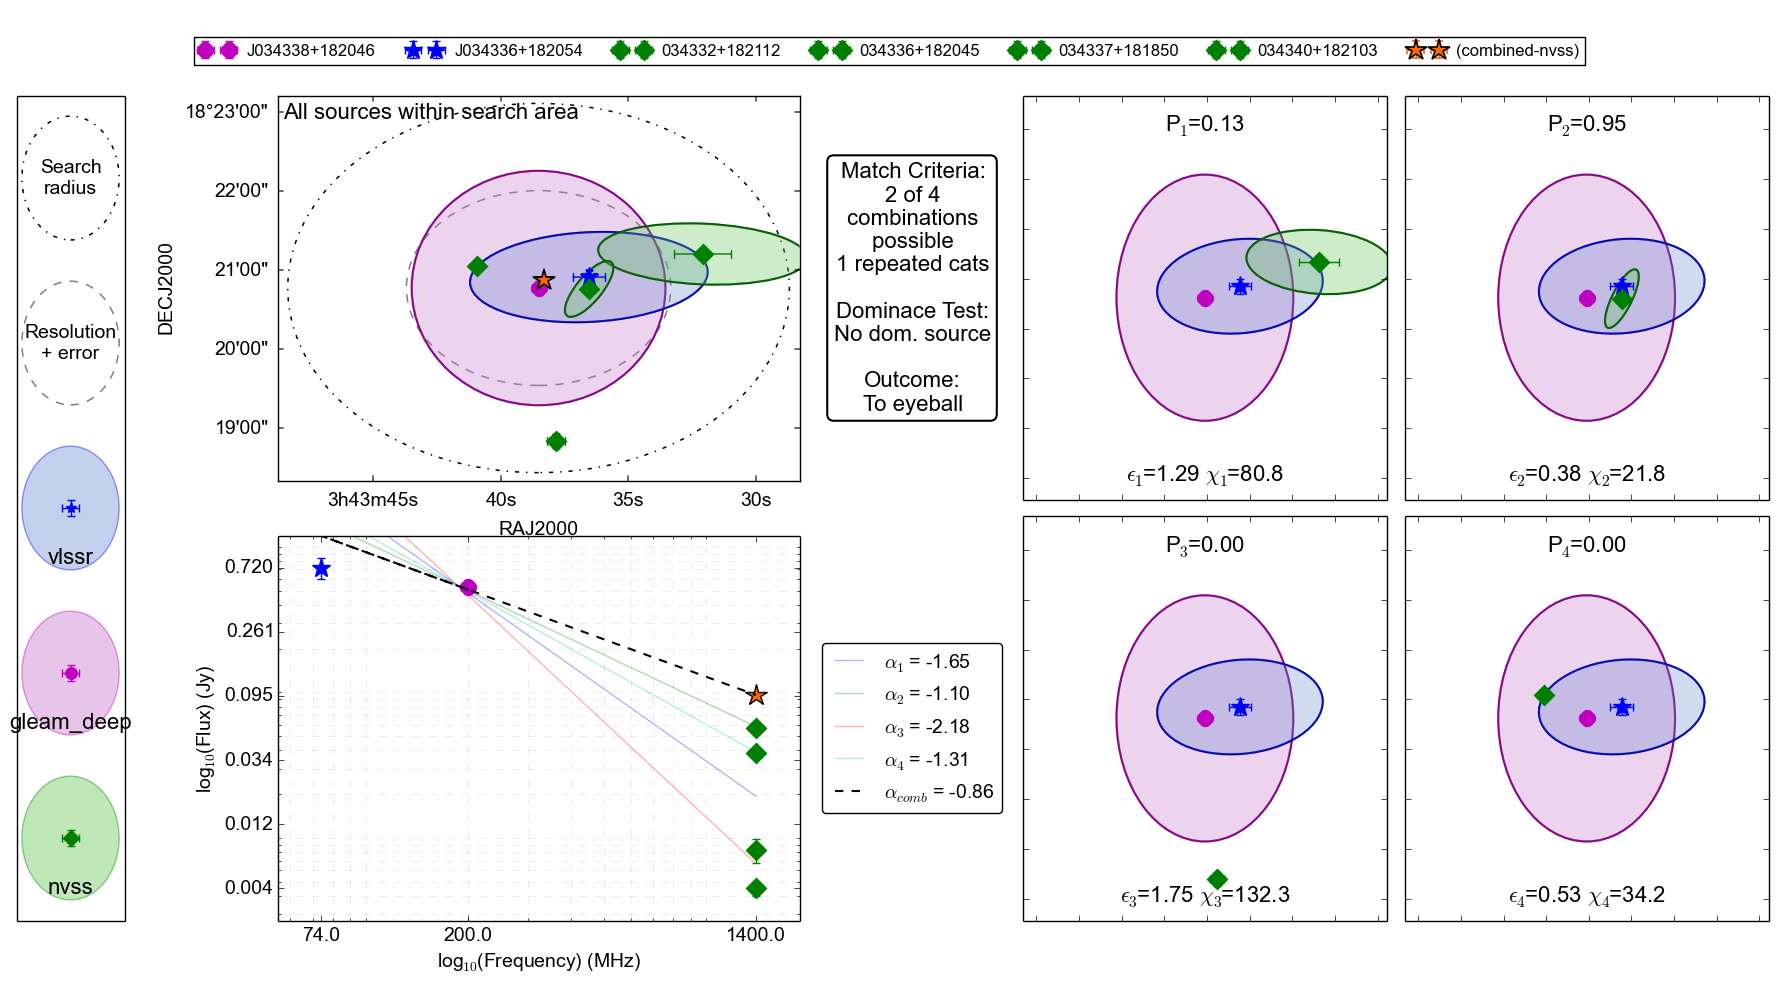 J034338+182046 J034336+182054 034332+182112 034336+182045 034337+181850 034340+182103 (combined-nvss)
Search
radius
Resolution
+ error
vlssr
gleam_deep
nvss
All sources within search area
DECJ2000
18°23'00"
22'00"
21'00"
20'00"
19'00"
3h43m45s 40s 35s 30s
RAJ2000
Match Criteria:
2 of 4
combinations
possible
1 repeated cats
Dominace Test:
No dom. source
Outcome:
To eyeball
P₁=0.13
ϵ₁=1.29 χ₁=80.8
P₂=0.95
ϵ₂=0.38 χ₂=21.8
log₁₀(Flux) (Jy)
0.720
0.261
0.095
0.034
0.012
0.004
74.0 200.0 1400.0
log₁₀(Frequency) (MHz)
α₁ = -1.65
α₂ = -1.10
α₃ = -2.18
α₄ = -1.31
α_comb = -0.86
P₃=0.00
ϵ₃=1.75 χ₃=132.3
P₄=0.00
ϵ₄=0.53 χ₄=34.2